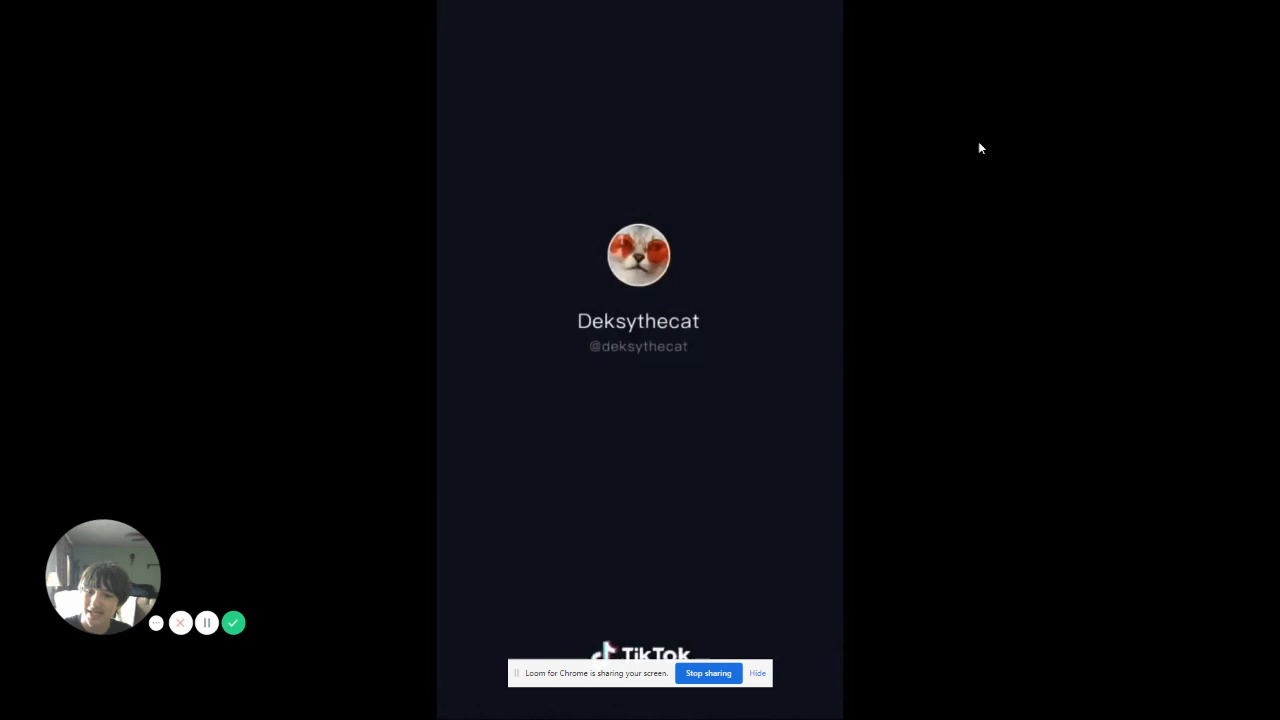 Deksythecat
@deksythecat
TikTok
Loom for Chrome is sharing your screen. Stop sharing Hide